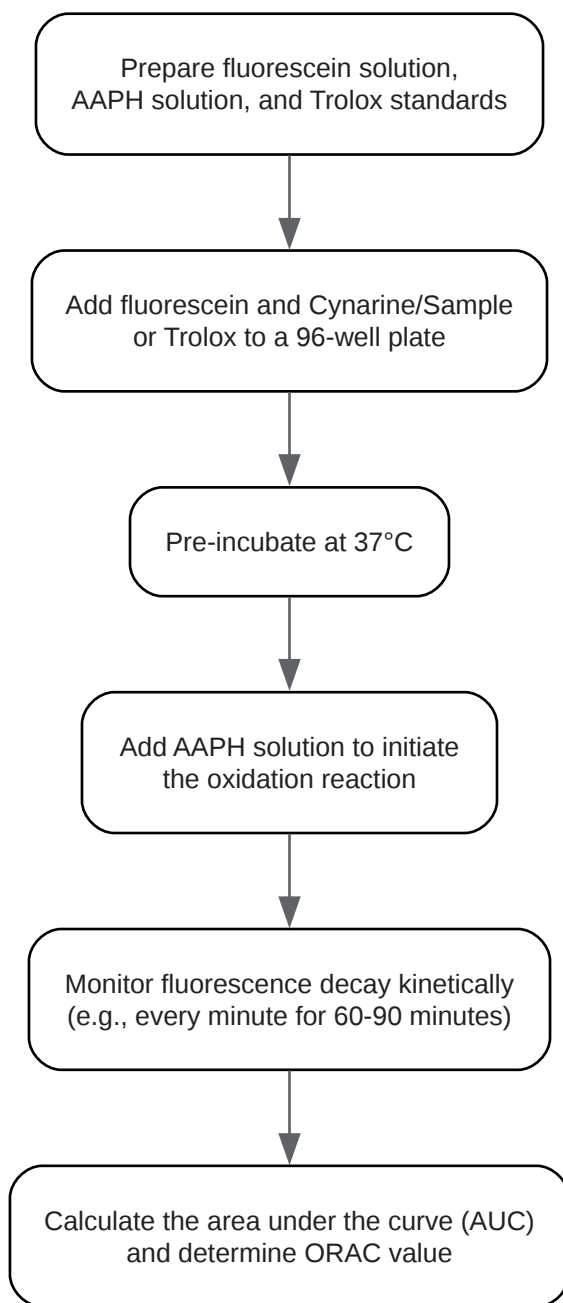 Prepare fluorescein solution,
AAPH solution, and Trolox standards
Add fluorescein and Cynarine/Sample
or Trolox to a 96-well plate
Pre-incubate at 37°C
Add AAPH solution to initiate
the oxidation reaction
Monitor fluorescence decay kinetically
(e.g., every minute for 60-90 minutes)
Calculate the area under the curve (AUC)
and determine ORAC value